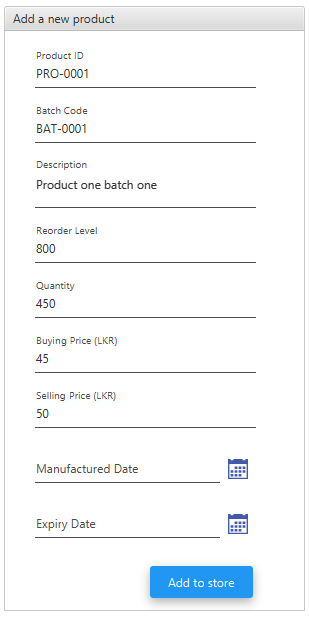 Add a new product
Product ID
PRO-0001
Batch Code
BAT-0001
Description
Product one batch one
Reorder Level
800
Quantity
450
Buying Price (LKR)
45
Selling Price (LKR)
50
Manufactured Date
Expiry Date
Add to store